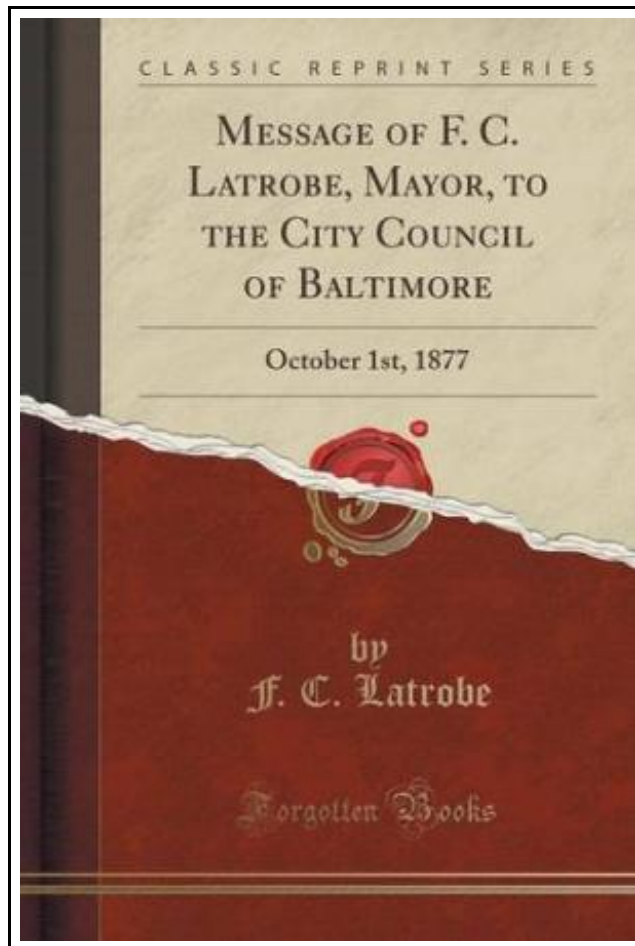 CLASSIC REPRINT SERIES
MESSAGE OF F. C.
LATROBE, MAYOR, TO
THE CITY COUNCIL
OF BALTIMORE
October 1st, 1877
by
F. C. Latrobe
Forgotten Books